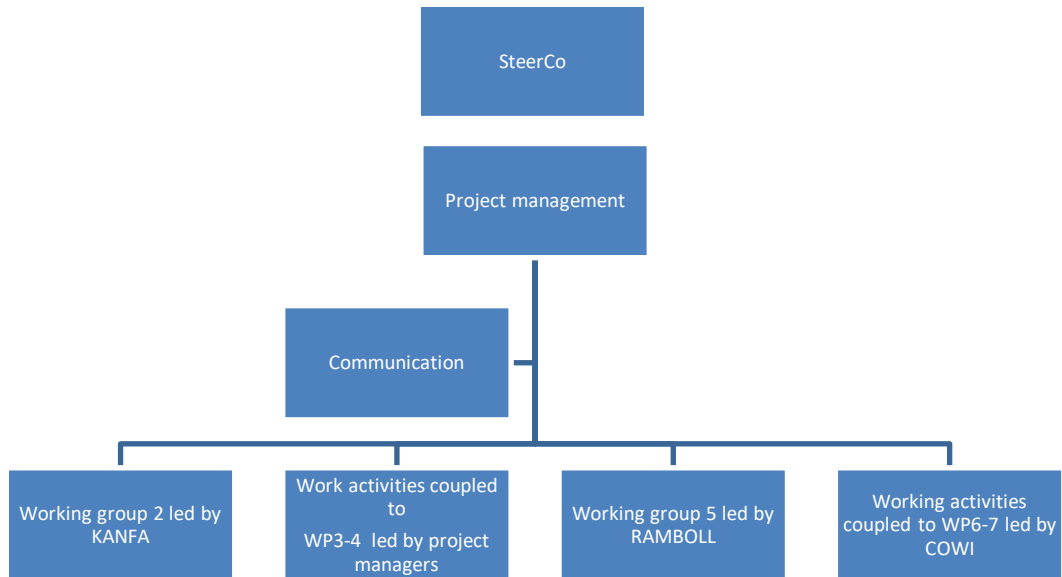 SteerCo
Project management
Communication
Working group 2 led by
KANFA
Work activities coupled
to
WP3-4 led by project
managers
Working group 5 led by
RAMBOLL
Working activities
coupled to WP6-7 led by
COWI